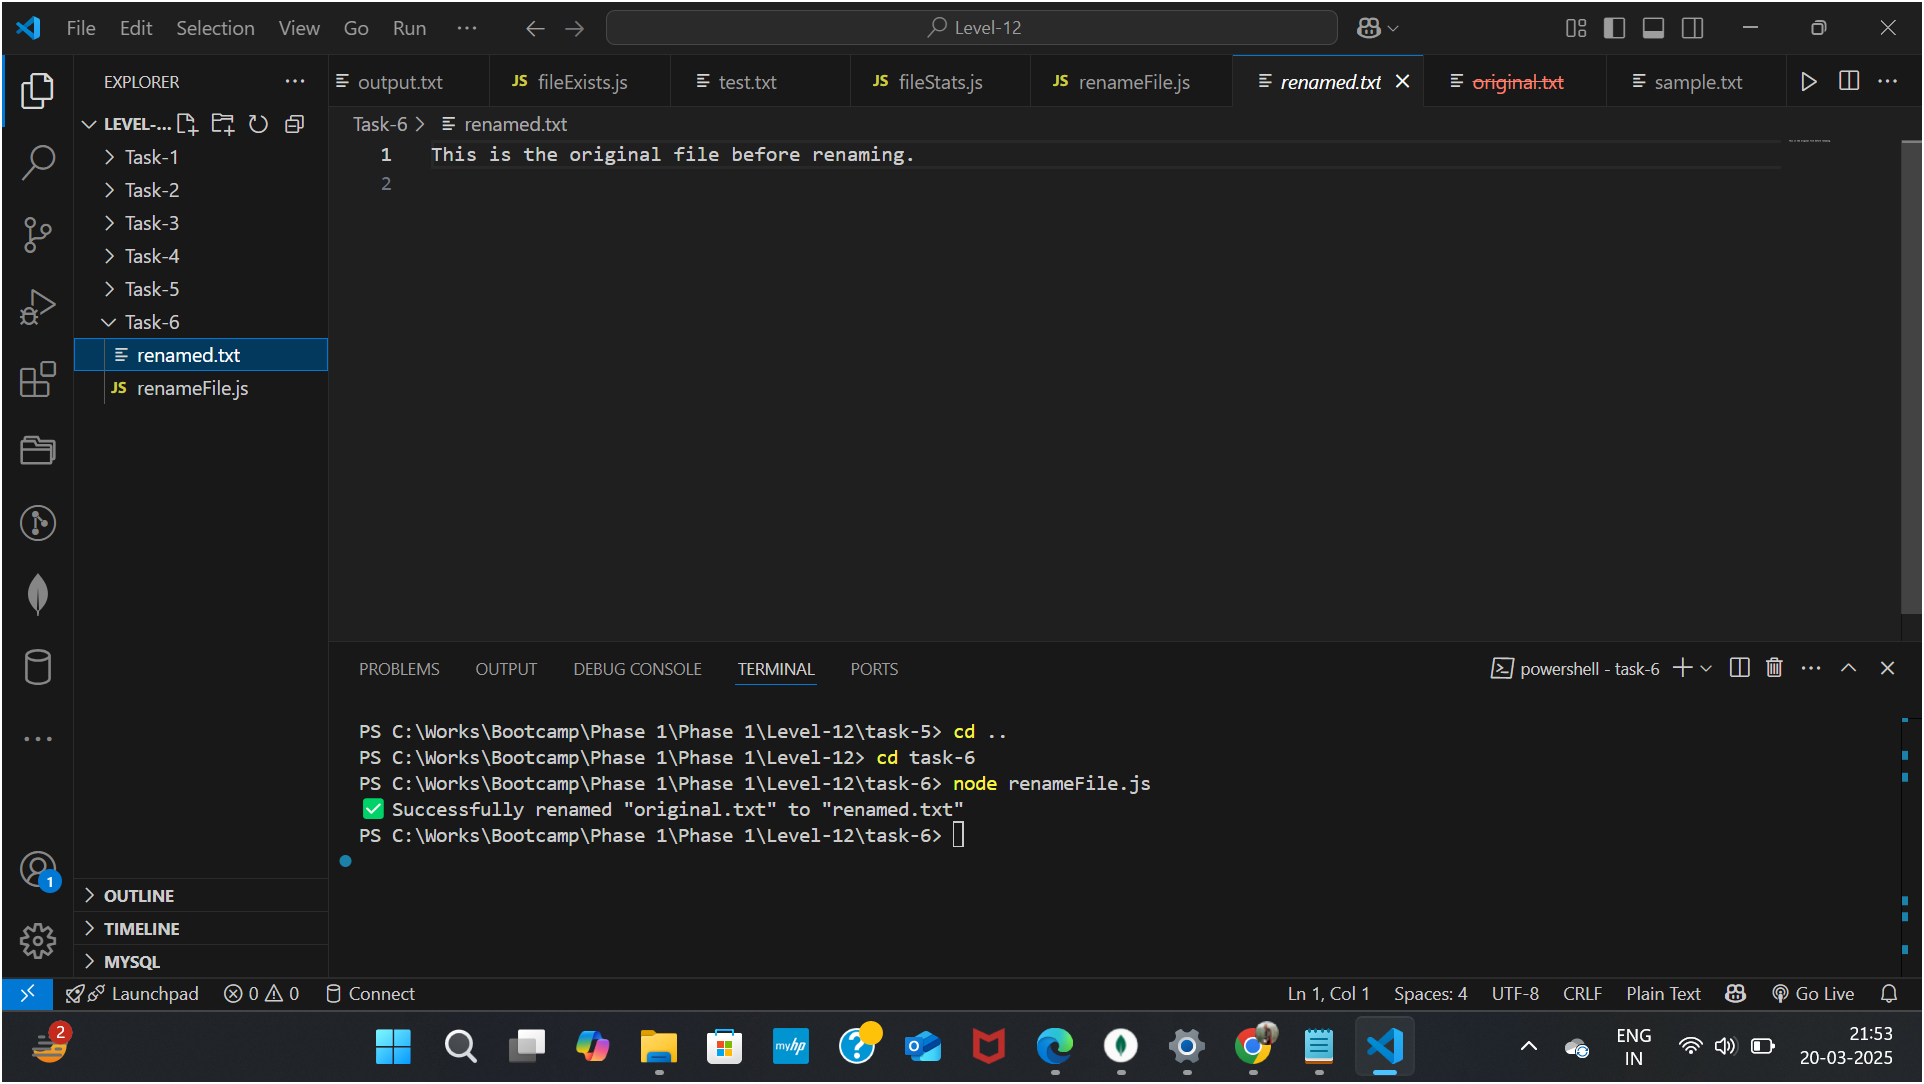 File Edit Selection View Go Run Level-12
EXPLORER
output.txt JS fileExists.js test.txt JS fileStats.js JS renameFile.js renamed.txt original.txt sample.txt
LEVEL-...
Task-6 > renamed.txt
Task-1
Task-2
Task-3
Task-4
Task-5
Task-6
renamed.txt
JS renameFile.js
1 This is the original file before renaming.
2
PROBLEMS OUTPUT DEBUG CONSOLE TERMINAL PORTS powershell - task-6
PS C:\Works\Bootcamp\Phase 1\Phase 1\Level-12\task-5> cd ..
PS C:\Works\Bootcamp\Phase 1\Phase 1\Level-12> cd task-6
PS C:\Works\Bootcamp\Phase 1\Phase 1\Level-12\task-6> node renameFile.js
✅ Successfully renamed "original.txt" to "renamed.txt"
PS C:\Works\Bootcamp\Phase 1\Phase 1\Level-12\task-6>
1
OUTLINE
TIMELINE
MYSQL
Launchpad 0 0 Connect Ln 1, Col 1 Spaces: 4 UTF-8 CRLF Plain Text Go Live
2 myhp ENG 21:53
IN 20-03-2025